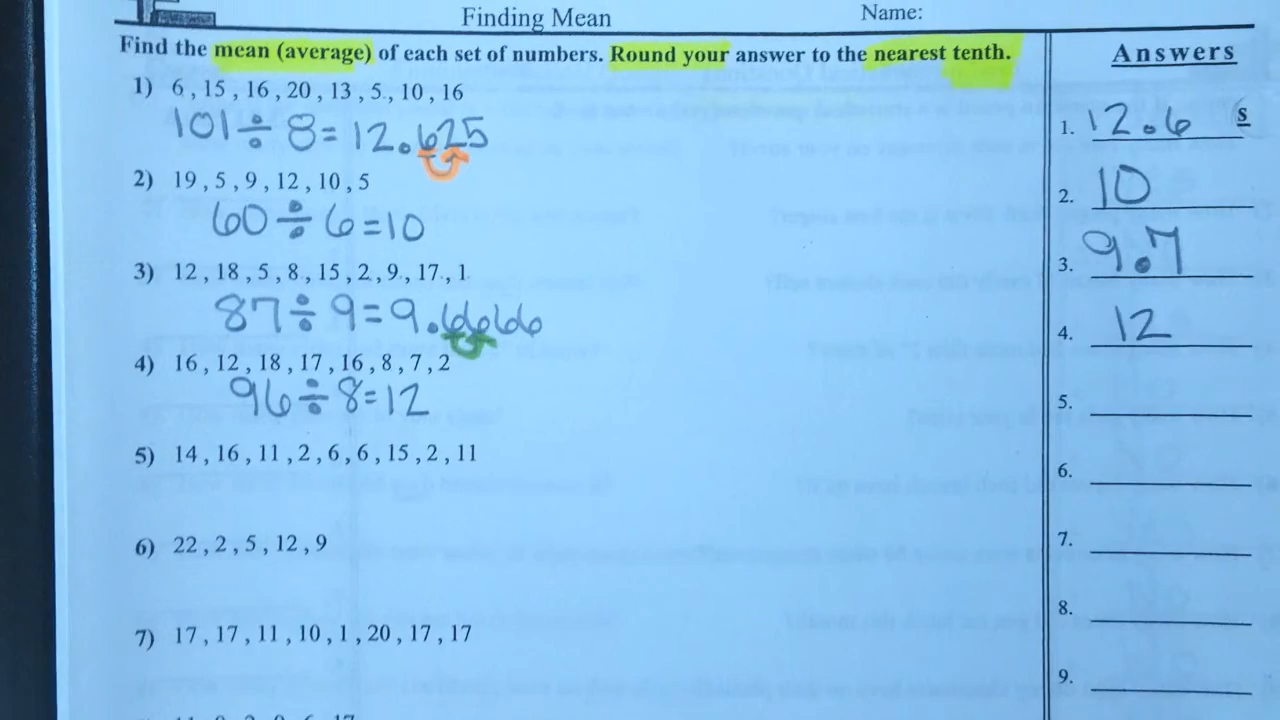 Finding Mean Name:
Find the mean (average) of each set of numbers. Round your answer to the nearest tenth.
Answers
1) 6 , 15 , 16 , 20 , 13 , 5 , 10 , 16
101 ÷ 8 = 12.625
1. 12.6 s
2) 19 , 5 , 9 , 12 , 10 , 5
60 ÷ 6 = 10
2. 10
3) 12 , 18 , 5 , 8 , 15 , 2 , 9 , 17 , 1
87 ÷ 9 = 9.6666
3. 9.7
4) 16 , 12 , 18 , 17 , 16 , 8 , 7 , 2
96 ÷ 8 = 12
4. 12
5) 14 , 16 , 11 , 2 , 6 , 6 , 15 , 2 , 11
5.
6.
6) 22 , 2 , 5 , 12 , 9
7.
7) 17 , 17 , 11 , 10 , 1 , 20 , 17 , 17
8.
9.